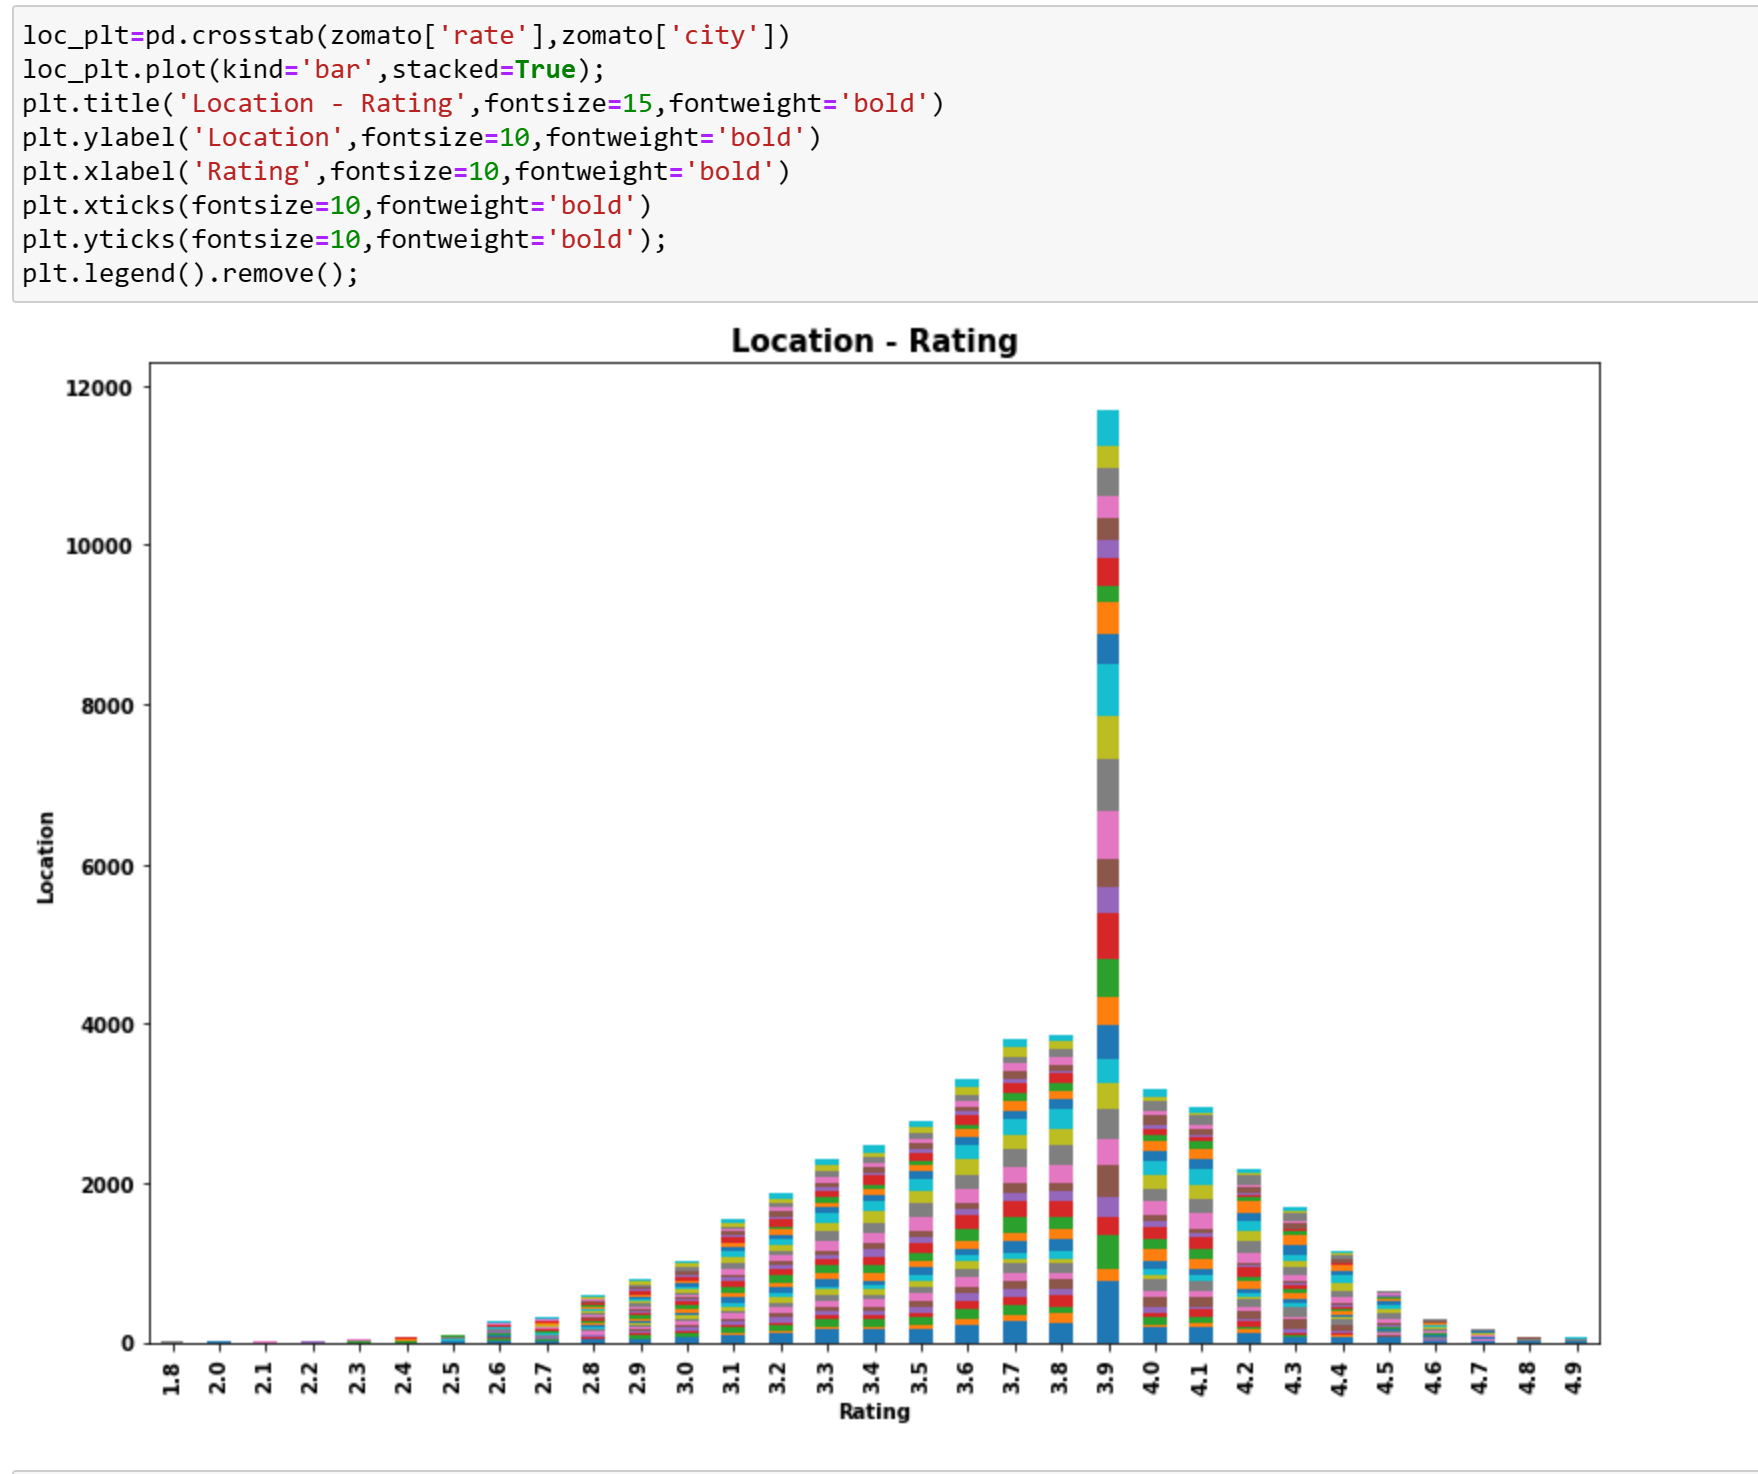 loc_plt=pd.crosstab(zomato['rate'],zomato['city'])
loc_plt.plot(kind='bar',stacked=True);
plt.title('Location - Rating',fontsize=15,fontweight='bold')
plt.ylabel('Location',fontsize=10,fontweight='bold')
plt.xlabel('Rating',fontsize=10,fontweight='bold')
plt.xticks(fontsize=10,fontweight='bold')
plt.yticks(fontsize=10,fontweight='bold');
plt.legend().remove();
Location - Rating
12000
10000
8000
6000
4000
2000
0
Location
1.8 2.0 2.1 2.2 2.3 2.4 2.5 2.6 2.7 2.8 2.9 3.0 3.1 3.2 3.3 3.4 3.5 3.6 3.7 3.8 3.9 4.0 4.1 4.2 4.3 4.4 4.5 4.6 4.7 4.8 4.9
Rating